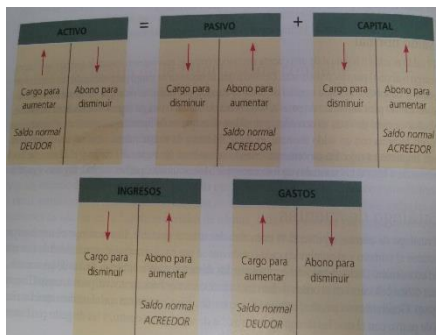 ACTIVO = PASIVO + CAPITAL
Cargo para Abono para Cargo para Abono para Cargo para Abono para
aumentar disminuir disminuir aumentar disminuir aumentar
Saldo normal Saldo normal Saldo normal
DEUDOR ACREEDOR ACREEDOR
INGRESOS GASTOS
Cargo para Abono para Cargo para Abono para
disminuir aumentar aumentar disminuir
Saldo normal Saldo normal
ACREEDOR DEUDOR